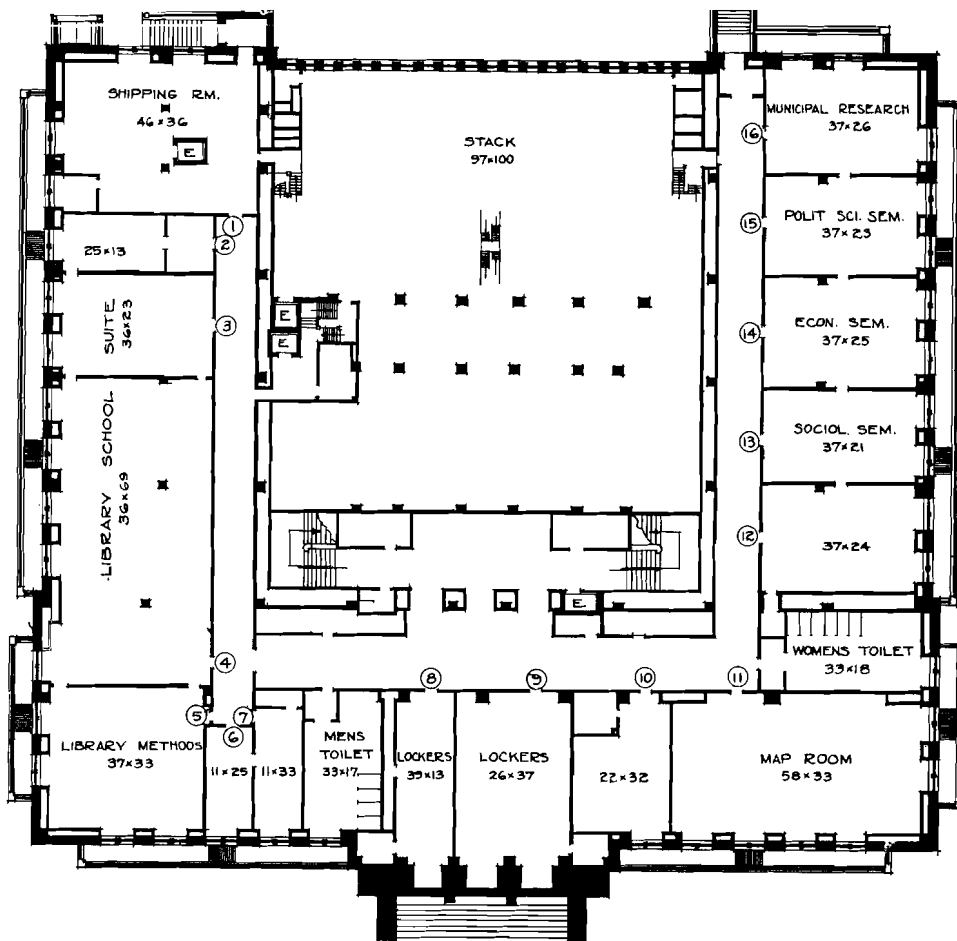 SHIPPING RM.
46×36
E
STACK
97×100
MUNICIPAL RESEARCH
37×26
16
1
2
25×13
POLIT SCI. SEM.
37×23
15
SUITE
36×23
3
E
E
ECON. SEM.
37×25
14
LIBRARY SCHOOL
36×69
SOCIOL. SEM.
37×21
13
12
37×24
E
4
WOMENS TOILET
33×18
8
9
10
11
5
7
6
LIBRARY METHODS
37×33
11×25
11×33
MENS
TOILET
33×17
LOCKERS
39×13
LOCKERS
26×37
22×32
MAP ROOM
58×33